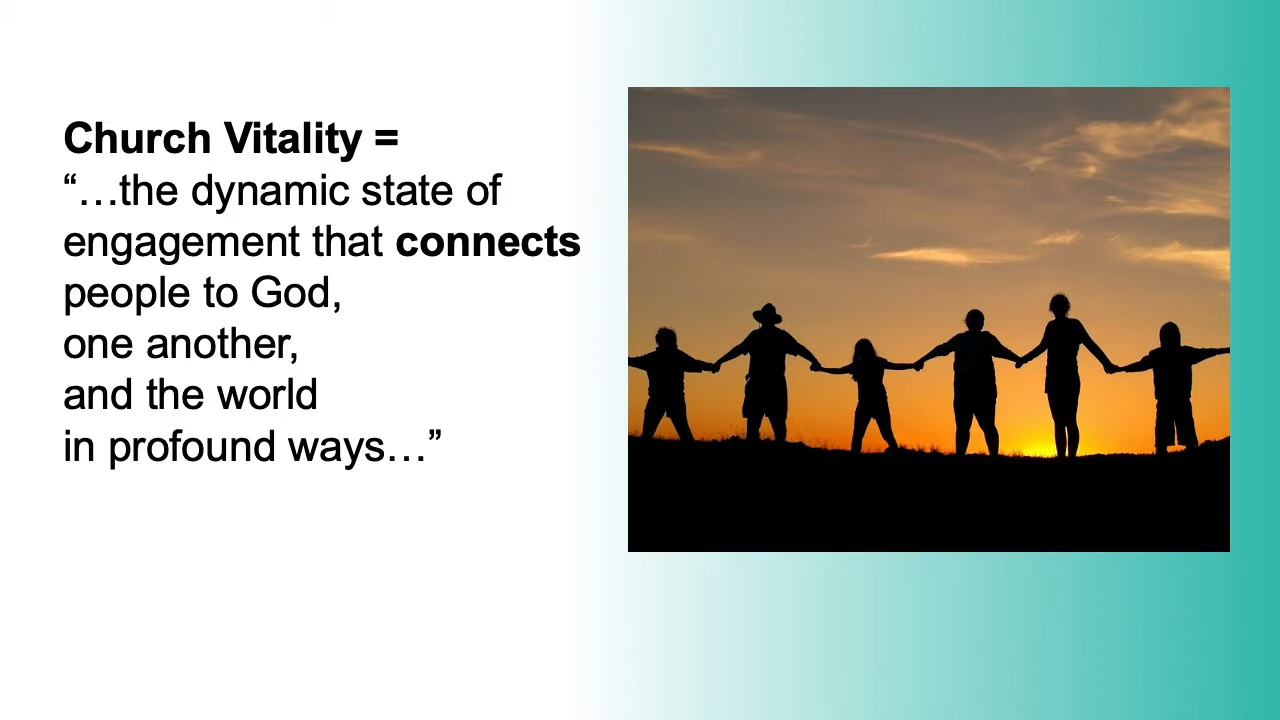 Church Vitality =
“…the dynamic state of
engagement that connects
people to God,
one another,
and the world
in profound ways…”